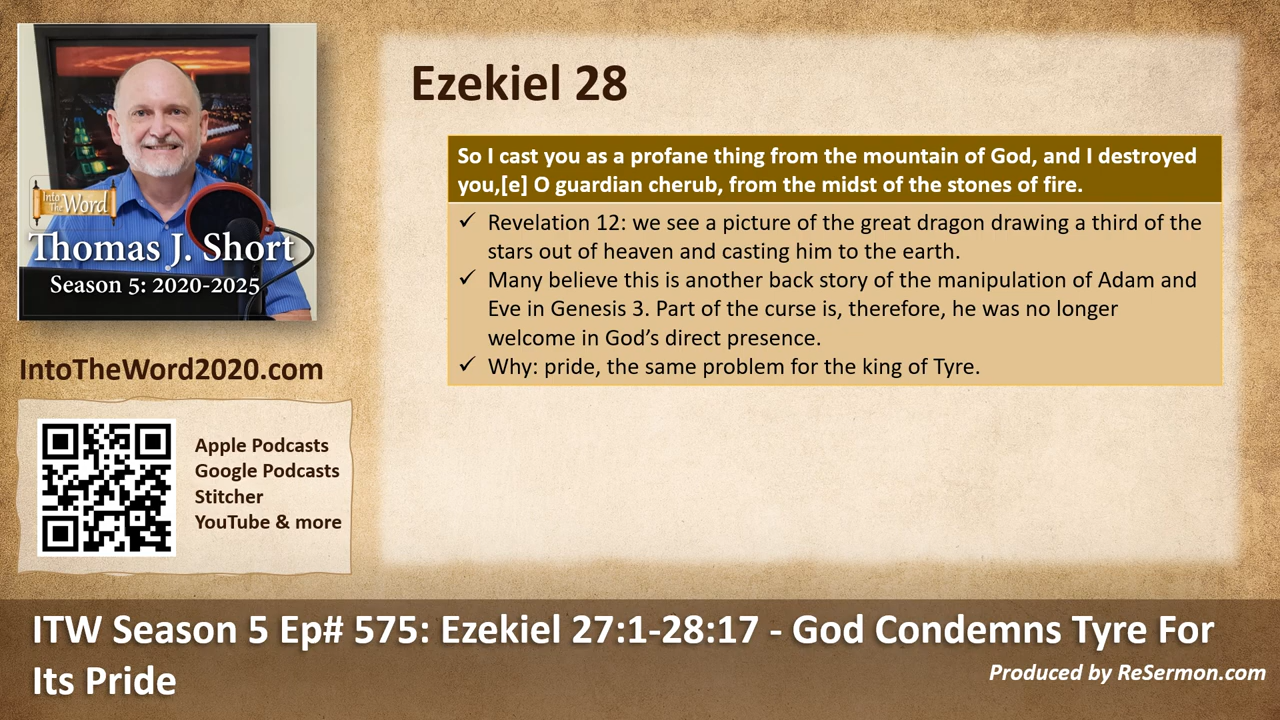 Into
The Word
Thomas J. Short
Season 5: 2020-2025
IntoTheWord2020.com
Apple Podcasts
Google Podcasts
Stitcher
YouTube & more
Ezekiel 28
So I cast you as a profane thing from the mountain of God, and I destroyed
you,[e] O guardian cherub, from the midst of the stones of fire.
✓ Revelation 12: we see a picture of the great dragon drawing a third of the
stars out of heaven and casting him to the earth.
✓ Many believe this is another back story of the manipulation of Adam and
Eve in Genesis 3. Part of the curse is, therefore, he was no longer
welcome in God’s direct presence.
✓ Why: pride, the same problem for the king of Tyre.
ITW Season 5 Ep# 575: Ezekiel 27:1-28:17 - God Condemns Tyre For
Its Pride
Produced by ReSermon.com